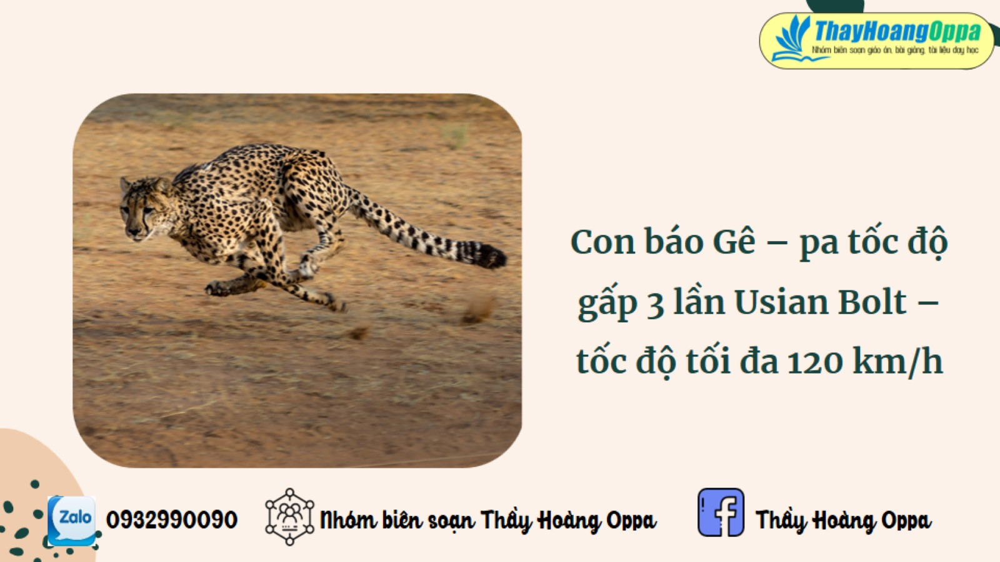 ThayHoangOppa
Nhóm biên soạn giáo án, bài giảng, tài liệu dạy học
Con báo Gê – pa tốc độ
gấp 3 lần Usian Bolt –
tốc độ tối đa 120 km/h
Zalo
0932990090
Nhóm biên soạn Thầy Hoàng Oppa
Thầy Hoàng Oppa